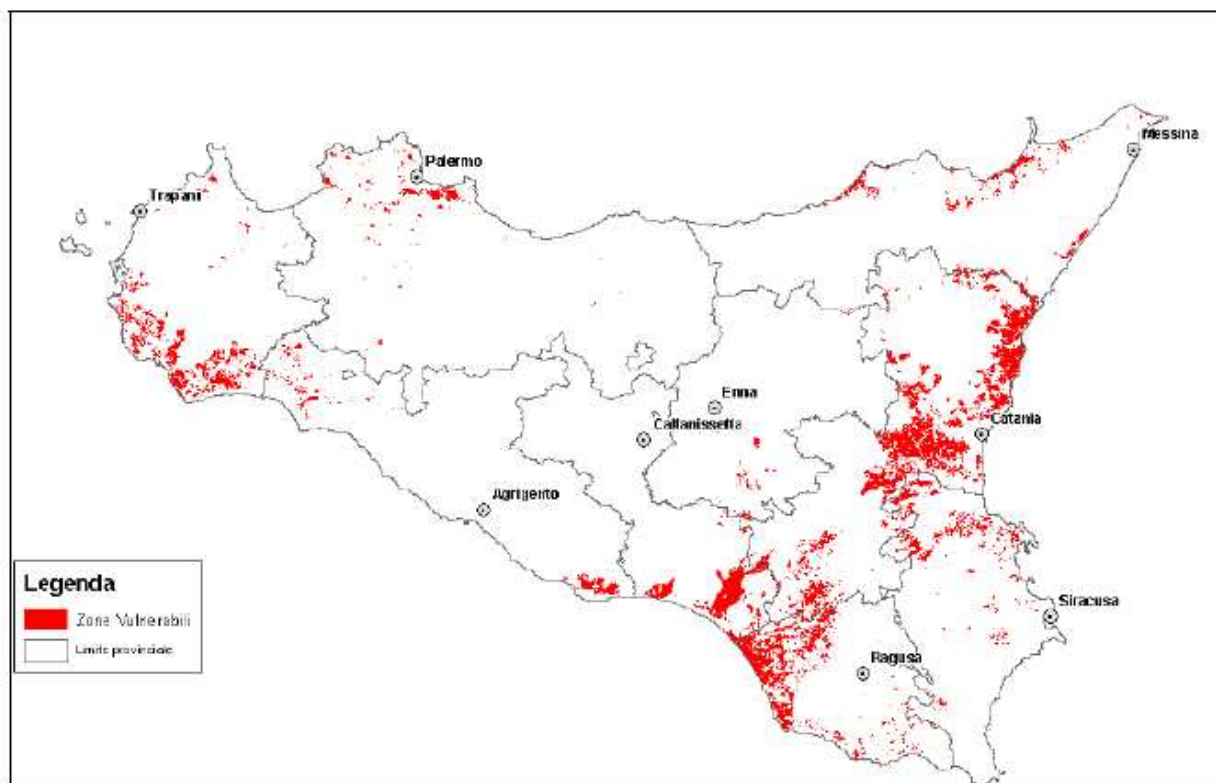 Messina
Palermo
Trapani
Enna
Caltanissetta
Catania
Agrigento
Siracusa
Ragusa
Legenda
Zone Vulnerabili
Limite provinciale